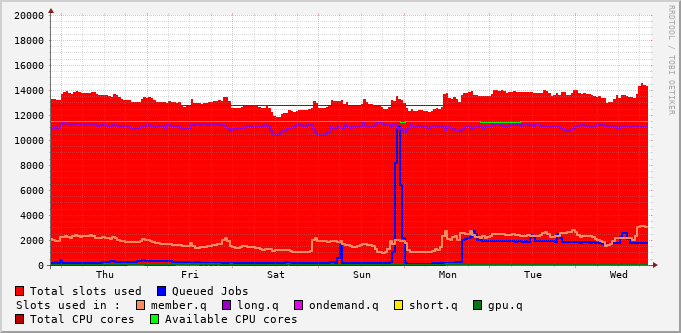 RRDTOOL / TOBI OETIKER
20000
18000
16000
14000
12000
10000
8000
6000
4000
2000
0
Thu Fri Sat Sun Mon Tue Wed
Total slots used Queued Jobs
Slots used in : member.q long.q ondemand.q short.q gpu.q
Total CPU cores Available CPU cores